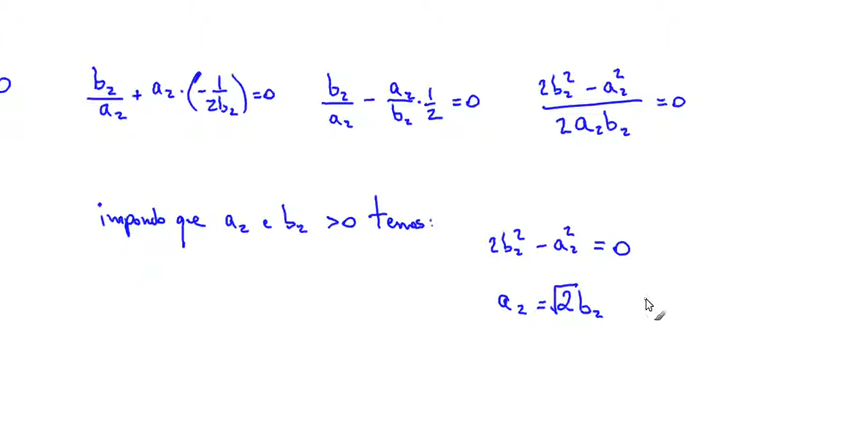 0
b₂/a₂ + a₂ · (-1/2b₂) = 0
b₂/a₂ - a₂/b₂ · 1/2 = 0
2b₂² - a₂²/2a₂b₂ = 0
impondo que a₂ e b₂ > 0 temos:
2b₂² - a₂² = 0
a₂ = √2 b₂